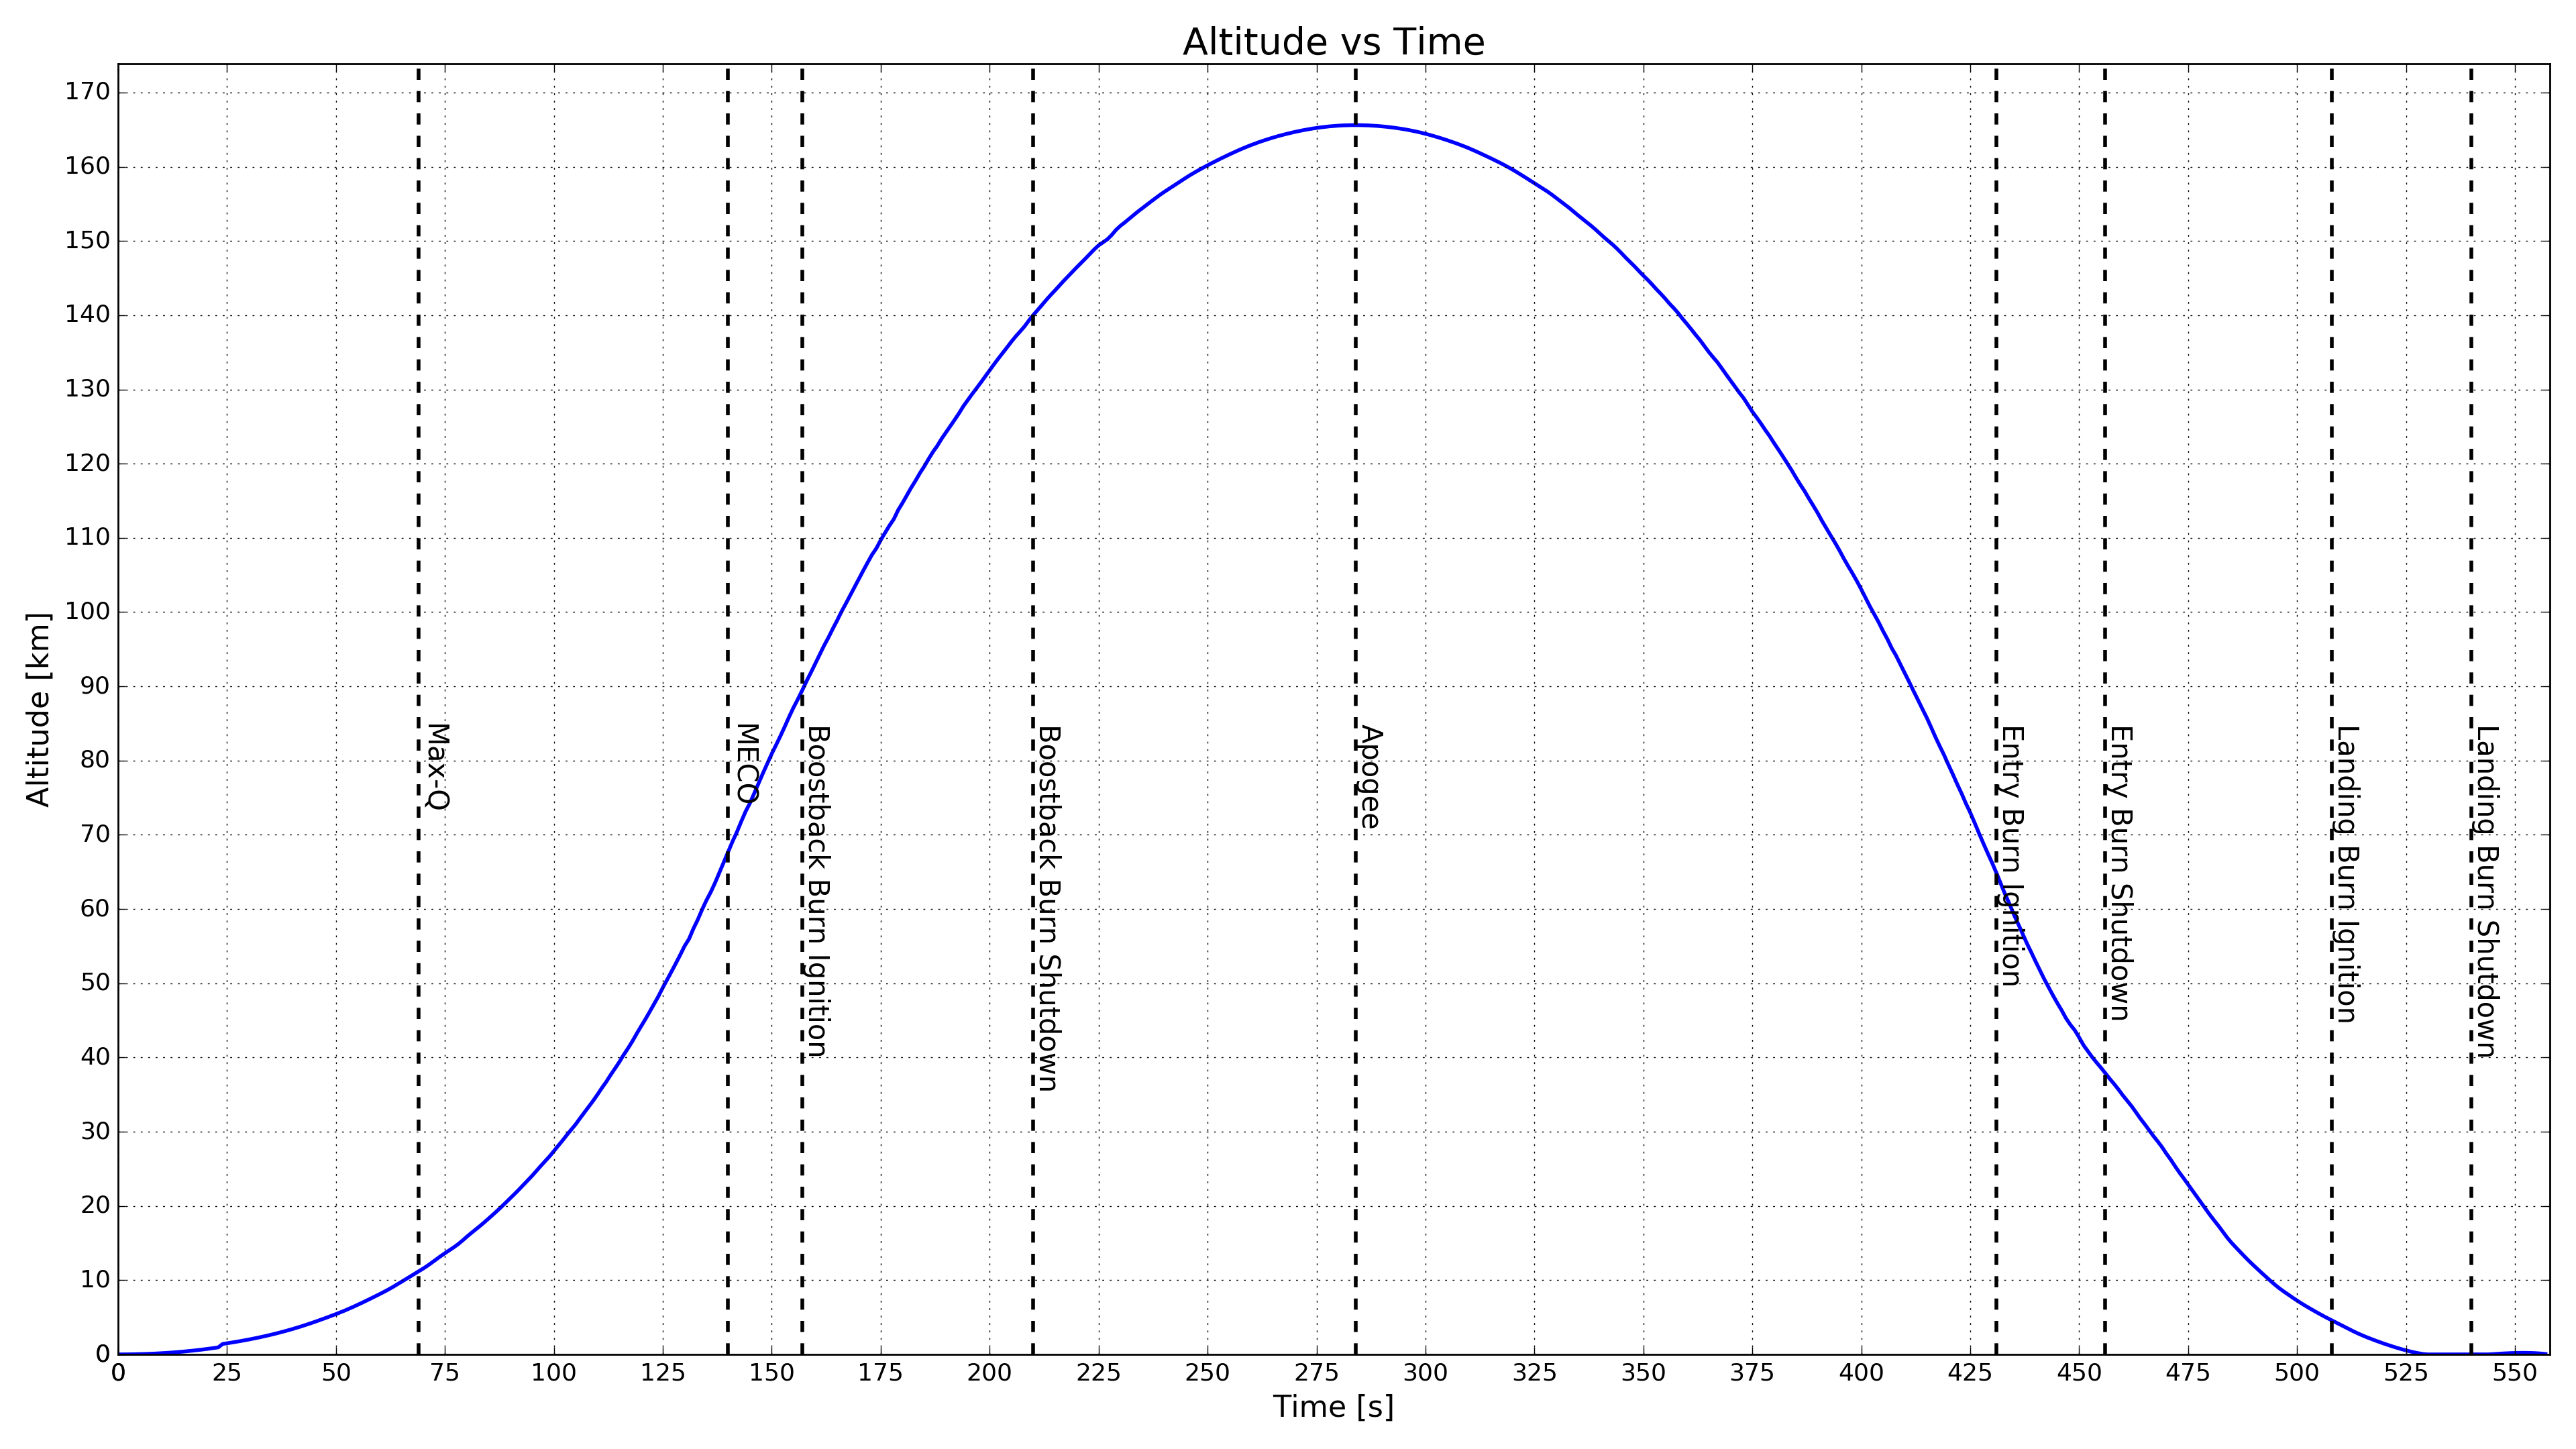 Altitude vs Time
Altitude [km]
170
160
150
140
130
120
110
100
90
80
70
60
50
40
30
20
10
0
Max-Q
MECO
Boostback Burn Ignition
Boostback Burn Shutdown
Apogee
Entry Burn Ignition
Entry Burn Shutdown
Landing Burn Ignition
Landing Burn Shutdown
0 25 50 75 100 125 150 175 200 225 250 275 300 325 350 375 400 425 450 475 500 525 550
Time [s]